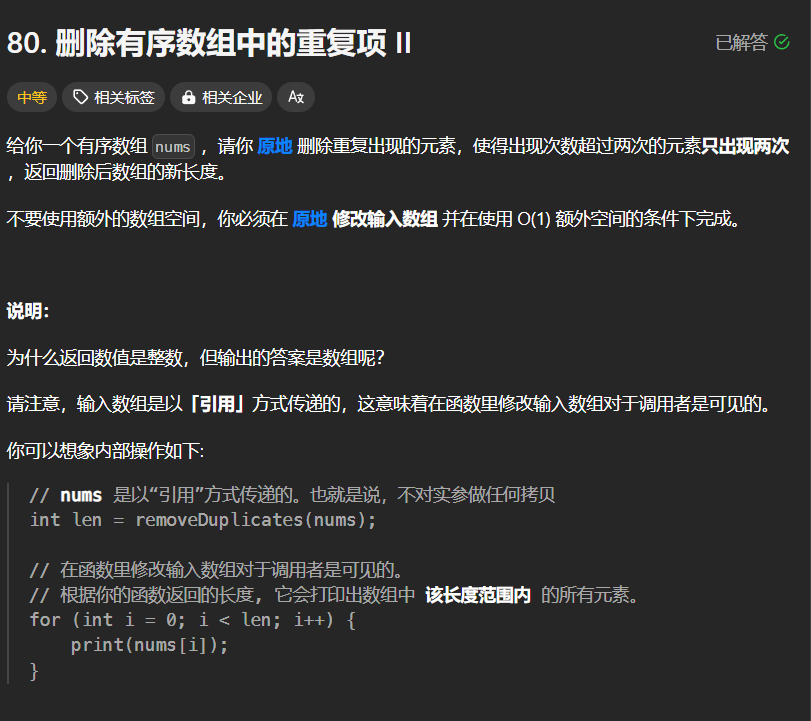 80. 删除有序数组中的重复项 II
已解答
中等 相关标签 相关企业 Ax
给你一个有序数组 nums ，请你 原地 删除重复出现的元素，使得出现次数超过两次的元素只出现两次
，返回删除后数组的新长度。
不要使用额外的数组空间，你必须在 原地 修改输入数组 并在使用 O(1) 额外空间的条件下完成。
说明：
为什么返回数值是整数，但输出的答案是数组呢？
请注意，输入数组是以「引用」方式传递的，这意味着在函数里修改输入数组对于调用者是可见的。
你可以想象内部操作如下:
// nums 是以“引用”方式传递的。也就是说，不对实参做任何拷贝
int len = removeDuplicates(nums);
// 在函数里修改输入数组对于调用者是可见的。
// 根据你的函数返回的长度, 它会打印出数组中 该长度范围内 的所有元素。
for (int i = 0; i < len; i++) {
    print(nums[i]);
}